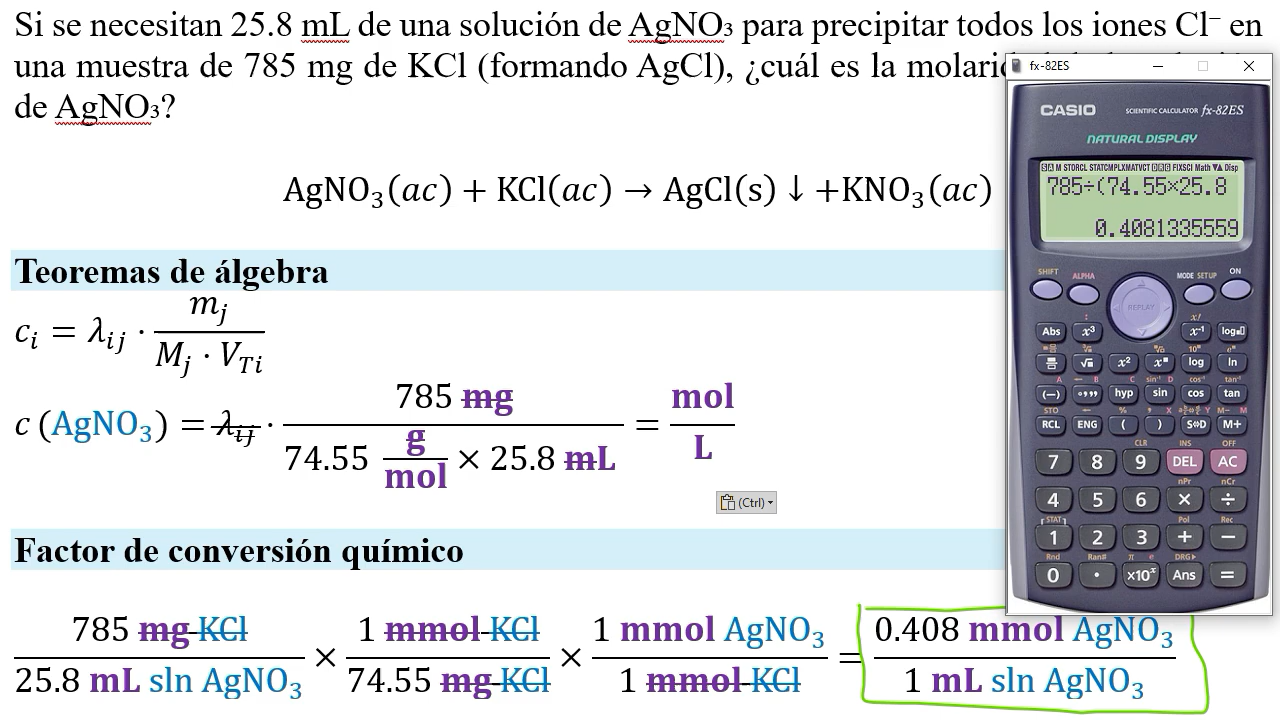 Si se necesitan 25.8 mL de una solución de AgNO₃ para precipitar todos los iones Cl⁻ en
una muestra de 785 mg de KCl (formando AgCl), ¿cuál es la
de AgNO₃?
AgNO₃(ac) + KCl(ac) → AgCl(s) ↓ +KNO₃(ac)
Teoremas de álgebra
cᵢ = λᵢⱼ · mⱼ / (Mⱼ · V_Ti)
c (AgNO₃) = λᵢⱼ · 785 mg / (74.55 g/mol × 25.8 mL) = mol/L
(Ctrl)
Factor de conversión químico
785 mg KCl / 25.8 mL sln AgNO₃ × 1 mmol KCl / 74.55 mg KCl × 1 mmol AgNO₃ / 1 mmol KCl = 0.408 mmol AgNO₃ / 1 mL sln AgNO₃
fx-82ES
CASIO SCIENTIFIC CALCULATOR fx-82ES
NATURAL DISPLAY
785÷(74.55×25.8
0.4081335559
SHIFT ALPHA MODE SETUP ON
REPLAY
Abs x³ x⁻¹ log
√ x² log ln
(−) hyp sin cos tan
RCL ENG ( ) S⇔D M+
7 8 9 DEL AC
4 5 6 × ÷
1 2 3 + −
0 · ×10ˣ Ans =